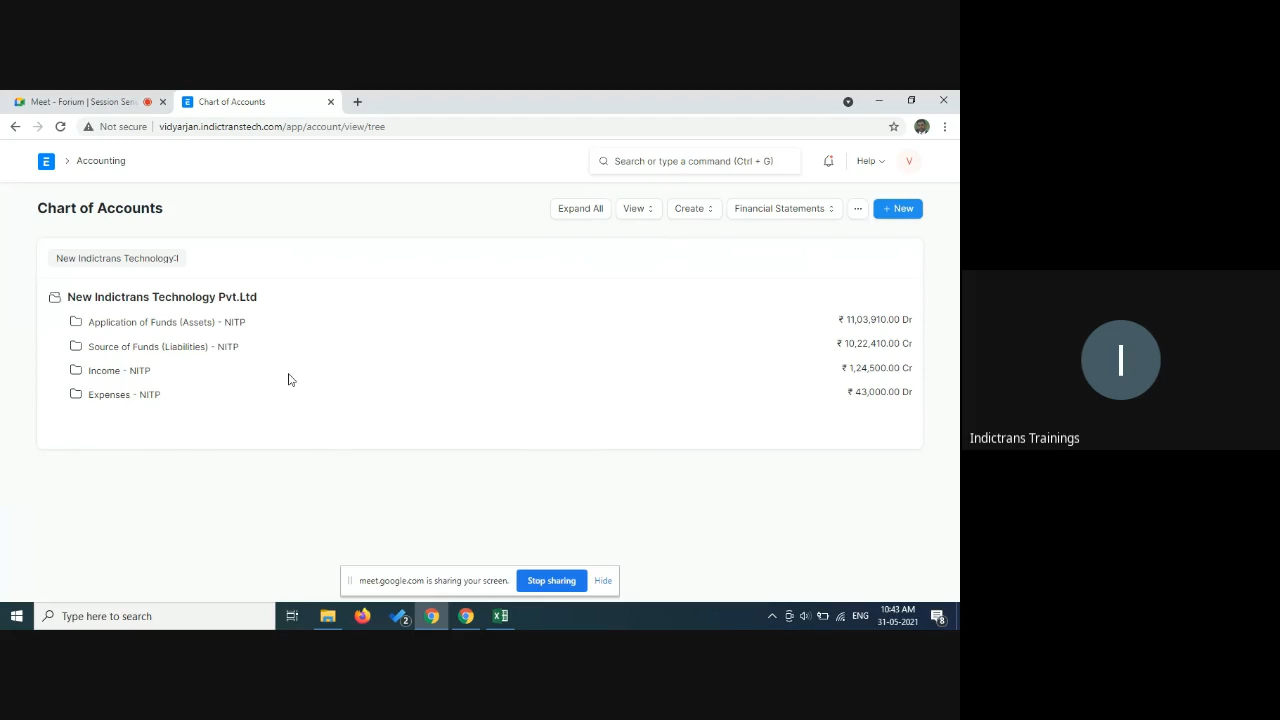 Meet - Forium | Session Seri
Chart of Accounts
Not secure
vidyarjan.indictranstech.com/app/account/view/tree
E
Accounting
Search or type a command (Ctrl + G)
Help
V
Chart of Accounts
Expand All
View
Create
Financial Statements
...
+ New
New Indictrans Technology
New Indictrans Technology Pvt.Ltd
Application of Funds (Assets) - NITP ₹ 11,03,910.00 Dr
Source of Funds (Liabilities) - NITP ₹ 10,22,410.00 Cr
Income - NITP ₹ 1,24,500.00 Cr
Expenses - NITP ₹ 43,000.00 Dr
I
Indictrans Trainings
meet.google.com is sharing your screen.
Stop sharing
Hide
Type here to search
2
ENG
10:43 AM
31-05-2021
8